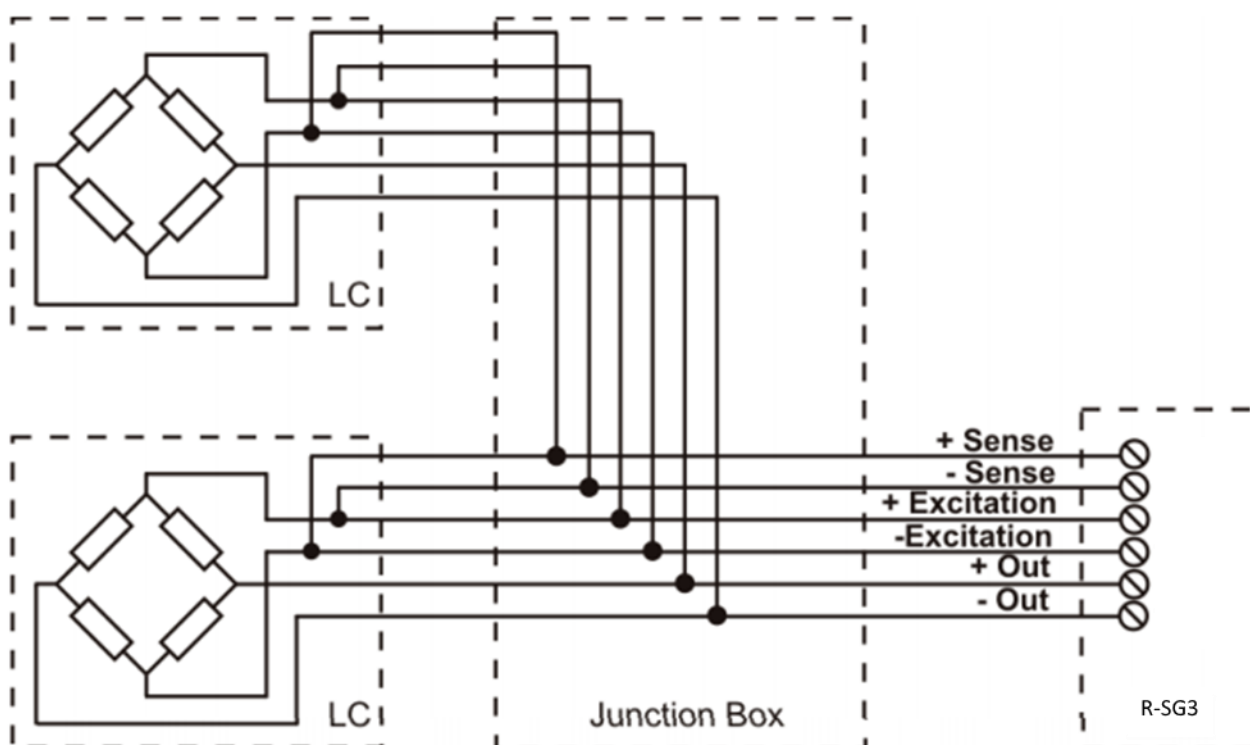 LC
+ Sense
- Sense
+ Excitation
-Excitation
+ Out
- Out
LC
Junction Box
R-SG3